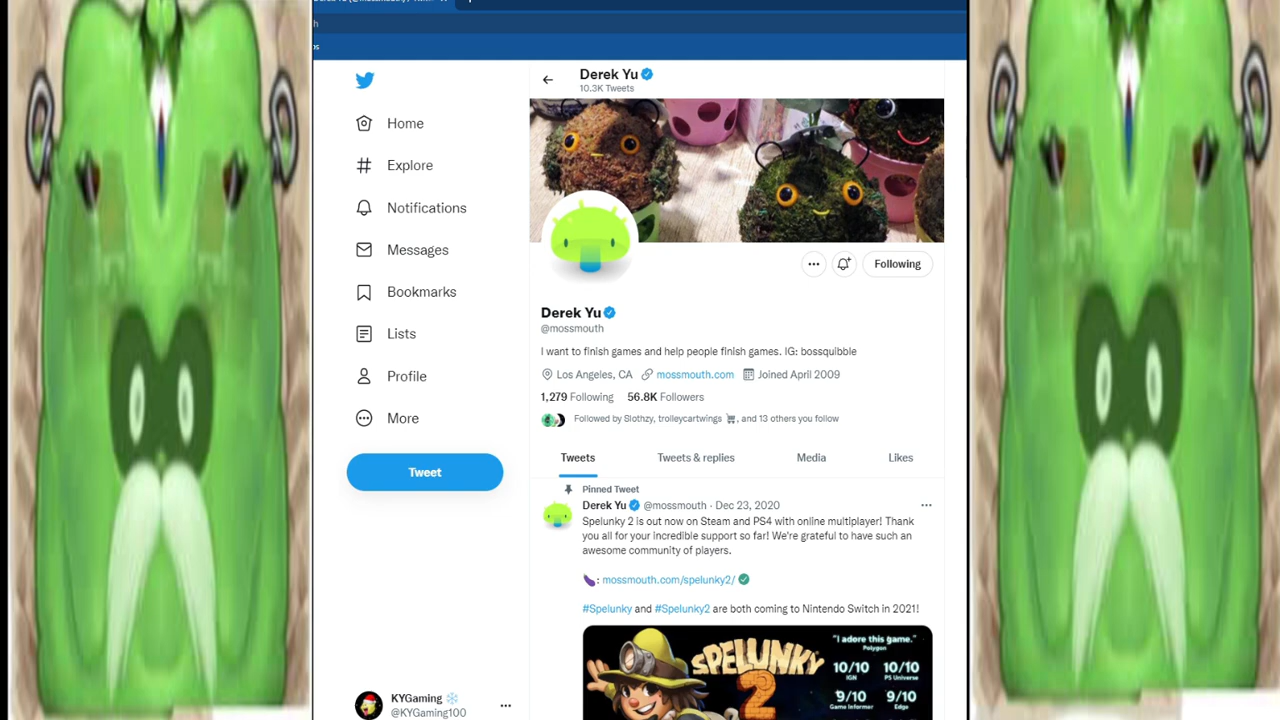 Derek Yu
10.3K Tweets
Home
Explore
Notifications
Messages
Bookmarks
Lists
Profile
More
Tweet
KYGaming
@KYGaming100
Following
Derek Yu
@mossmouth
I want to finish games and help people finish games. IG: bossquibble
Los Angeles, CA mossmouth.com Joined April 2009
1,279 Following 56.8K Followers
Followed by Slothzy, trolleycartwings , and 13 others you follow
Tweets Tweets & replies Media Likes
Pinned Tweet
Derek Yu @mossmouth · Dec 23, 2020
Spelunky 2 is out now on Steam and PS4 with online multiplayer! Thank
you all for your incredible support so far! We're grateful to have such an
awesome community of players.
: mossmouth.com/spelunky2/
#Spelunky and #Spelunky2 are both coming to Nintendo Switch in 2021!
SPELUNKY
2
"I adore this game."
Polygon
10/10 10/10
IGN PS Universe
9/10 9/10
Game Informer Edge